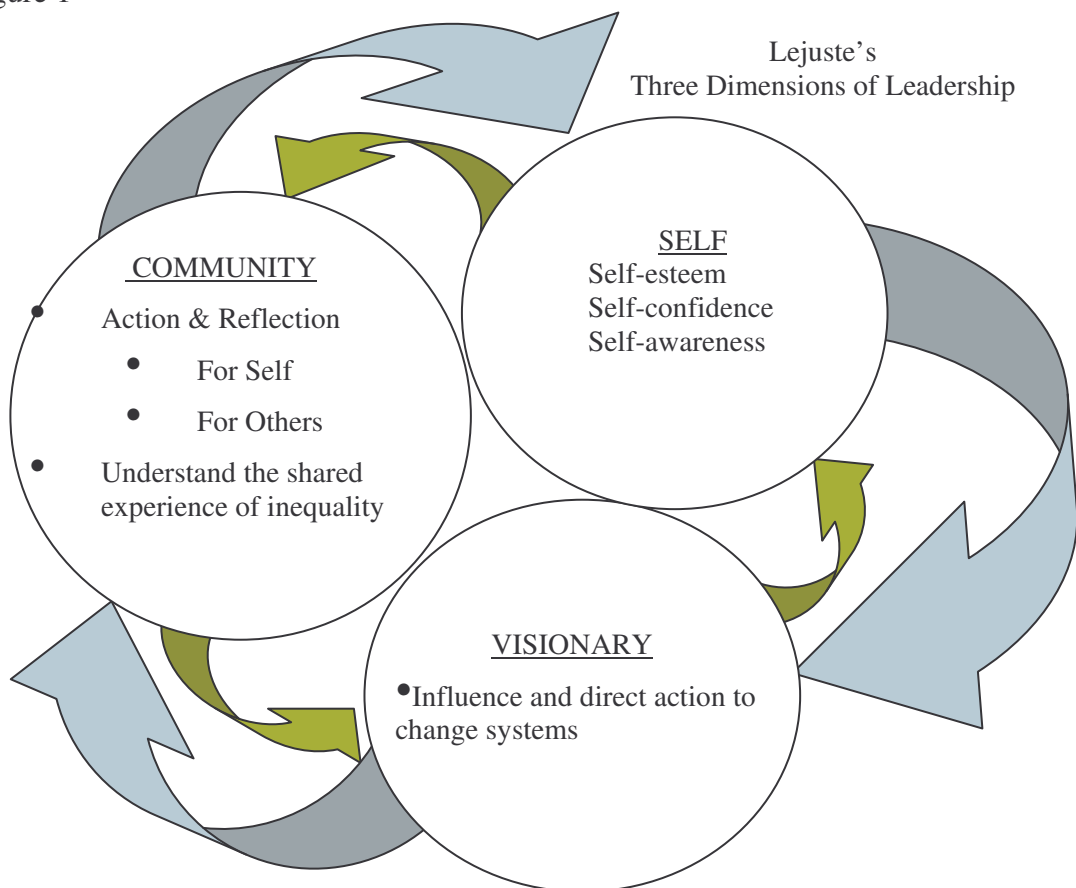 Lejuste's
Three Dimensions of Leadership
SELF
Self-esteem
Self-confidence
Self-awareness
COMMUNITY
• Action & Reflection
• For Self
• For Others
• Understand the shared
experience of inequality
VISIONARY
•Influence and direct action to
change systems